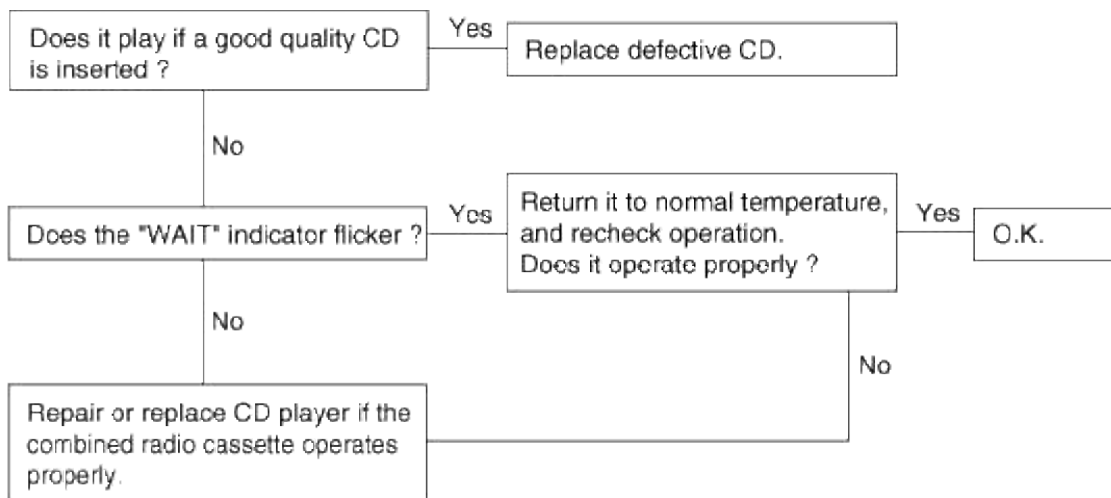 Does it play if a good quality CD
is inserted ?
Yes
Replace defective CD.
No
Does the "WAIT" indicator flicker ?
Yes
Return it to normal temperature,
and recheck operation.
Does it operate properly ?
Yes
O.K.
No
No
Repair or replace CD player if the
combined radio cassette operates
properly.